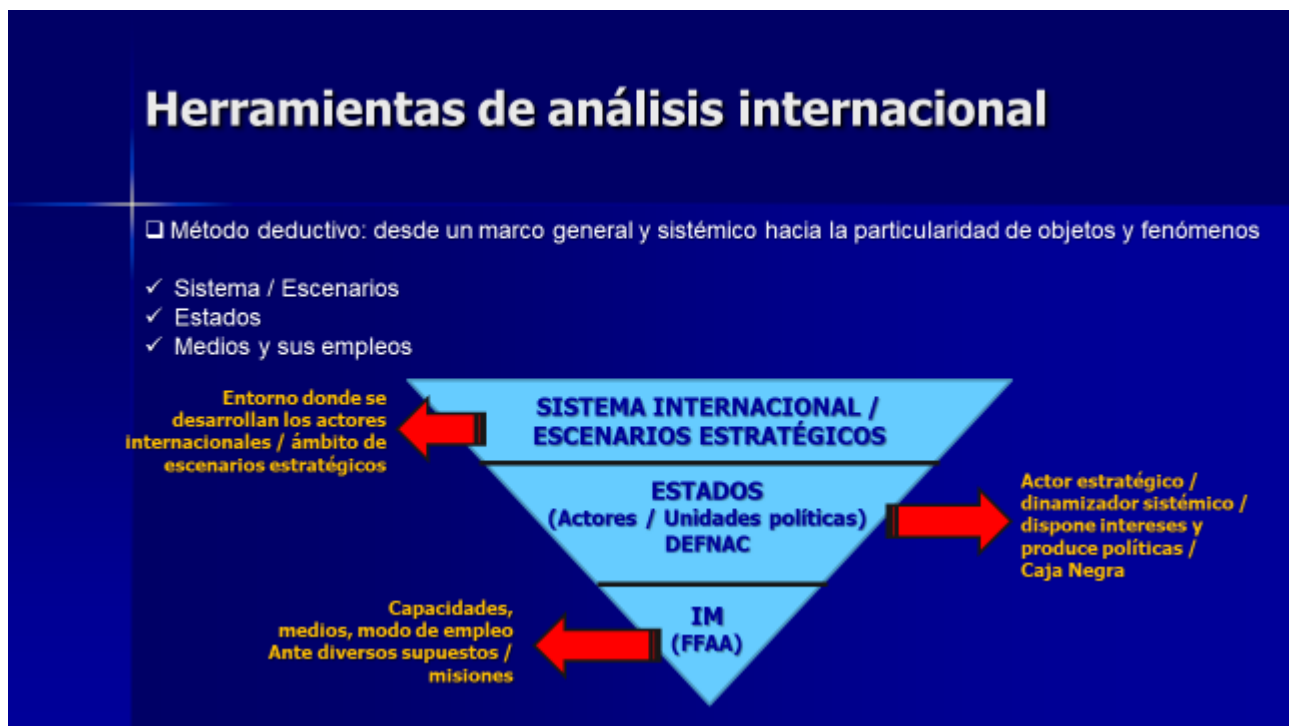 Herramientas de análisis internacional
Método deductivo: desde un marco general y sistémico hacia la particularidad de objetos y fenómenos
Sistema / Escenarios
Estados
Medios y sus empleos
Entorno donde se
desarrollan los actores
internacionales / ámbito de
escenarios estratégicos
SISTEMA INTERNACIONAL /
ESCENARIOS ESTRATÉGICOS
ESTADOS
(Actores / Unidades políticas)
DEFNAC
Actor estratégico /
dinamizador sistémico /
dispone intereses y
produce políticas /
Caja Negra
Capacidades,
medios, modo de empleo
Ante diversos supuestos /
misiones
IM
(FFAA)